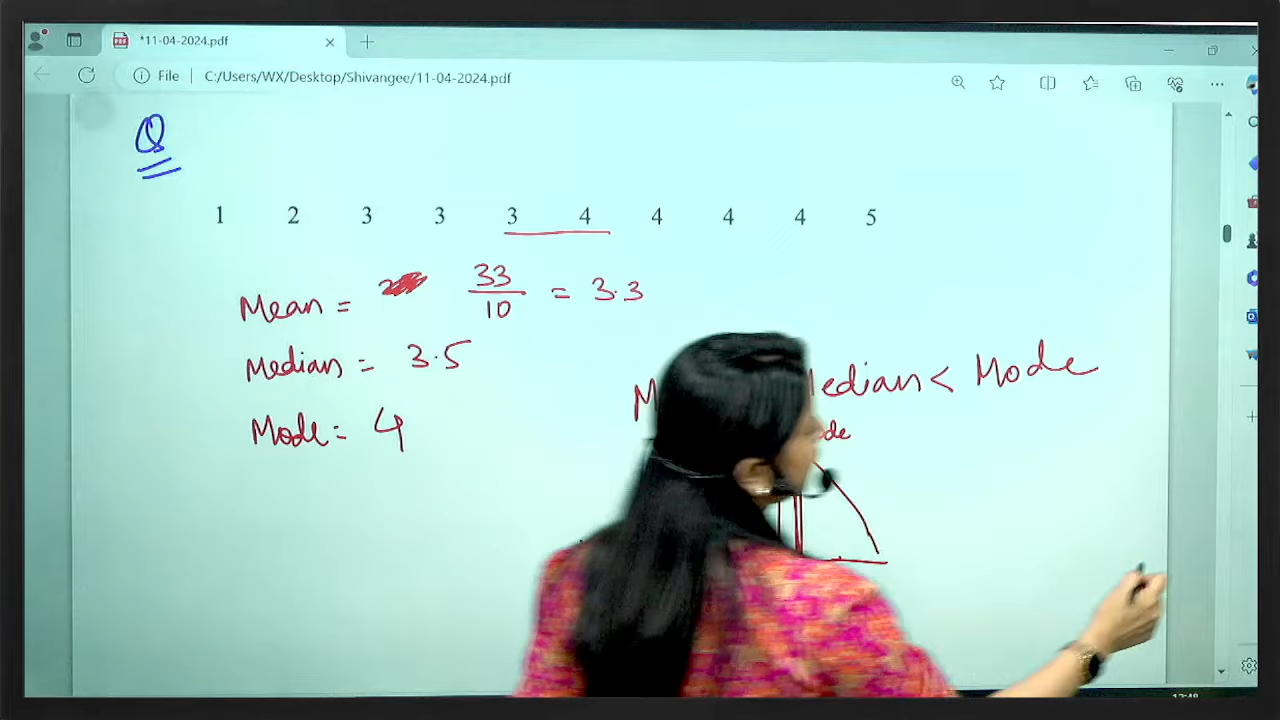 *11-04-2024.pdf
File C:/Users/WX/Desktop/Shivangee/11-04-2024.pdf
Q
1 2 3 3 3 4 4 4 4 5
Mean = 33/10 = 3.3
Median = 3.5
Mode = 4
Median < Mode